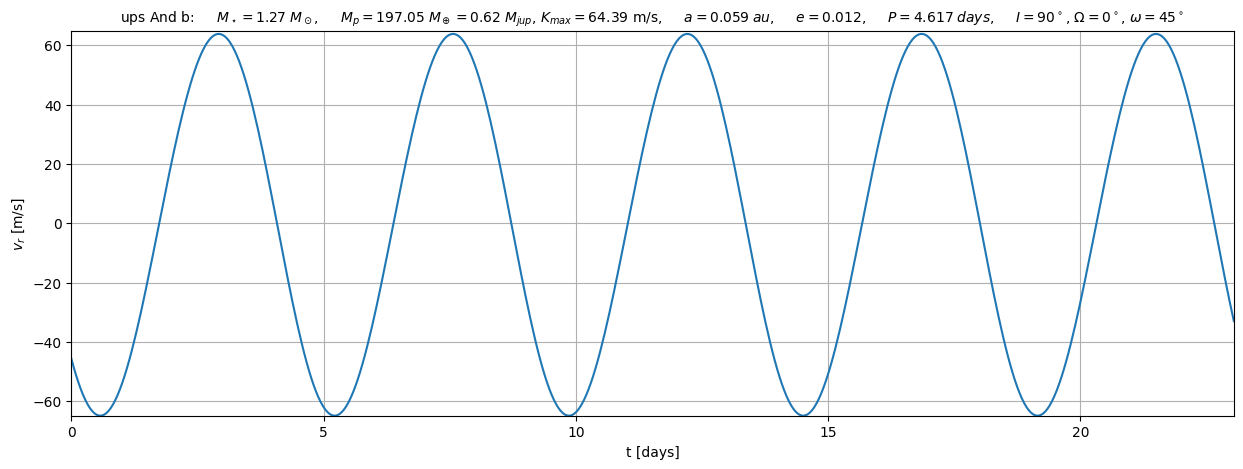 ups And b: M⋆ = 1.27 M⊙, Mp = 197.05 M⊕ = 0.62 Mjup, Kmax = 64.39 m/s, a = 0.059 au, e = 0.012, P = 4.617 days, I = 90°, Ω = 0°, ω = 45°
60
40
20
0
−20
−40
−60
vr [m/s]
0 5 10 15 20
t [days]